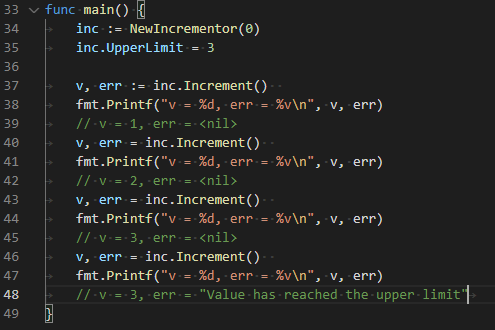 33 func main() {
34 inc := NewIncrementor(0)
35 inc.UpperLimit = 3
36
37 v, err := inc.Increment()
38 fmt.Printf("v = %d, err = %v\n", v, err)
39 // v = 1, err = <nil>
40 v, err = inc.Increment()
41 fmt.Printf("v = %d, err = %v\n", v, err)
42 // v = 2, err = <nil>
43 v, err = inc.Increment()
44 fmt.Printf("v = %d, err = %v\n", v, err)
45 // v = 3, err = <nil>
46 v, err = inc.Increment()
47 fmt.Printf("v = %d, err = %v\n", v, err)
48 // v = 3, err = "Value has reached the upper limit"
49 }